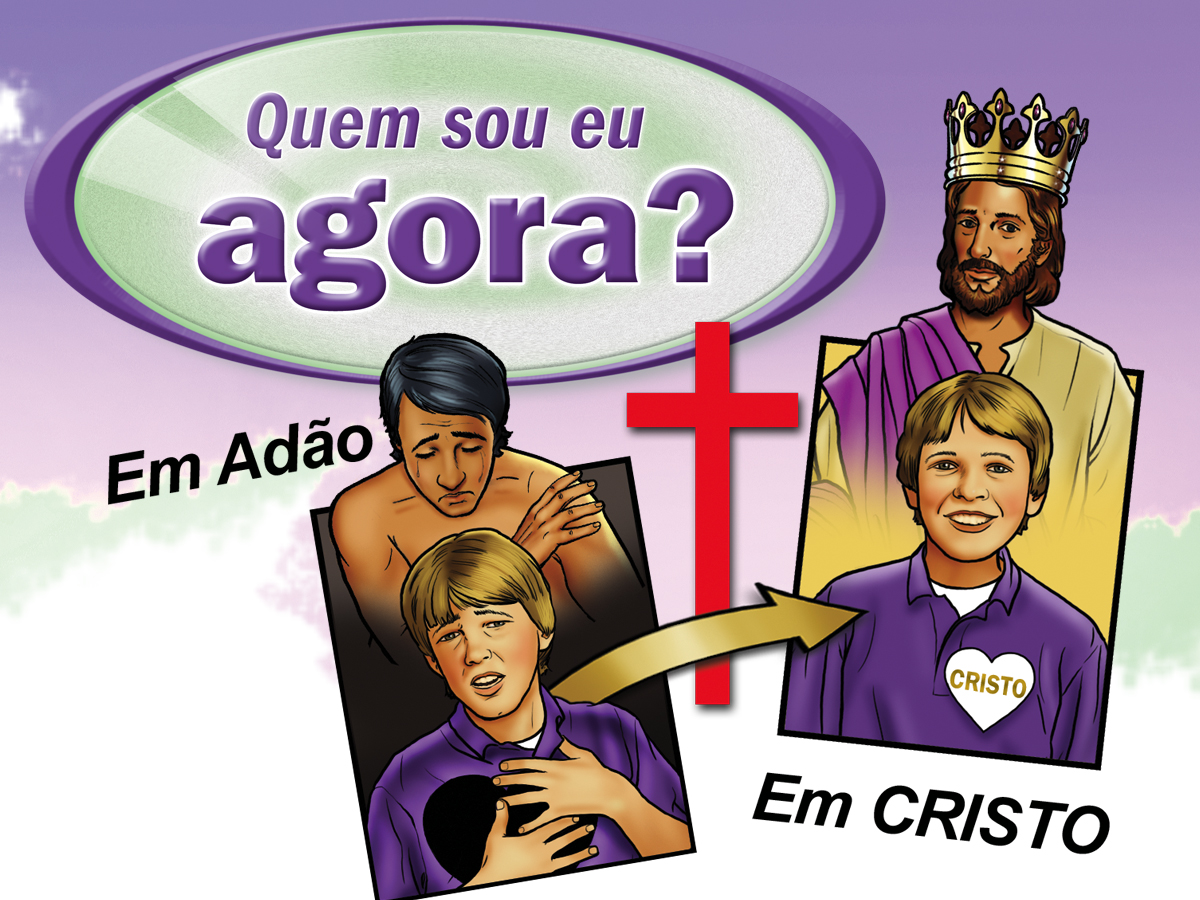 Quem sou eu
agora?
Em Adão
CRISTO
Em CRISTO